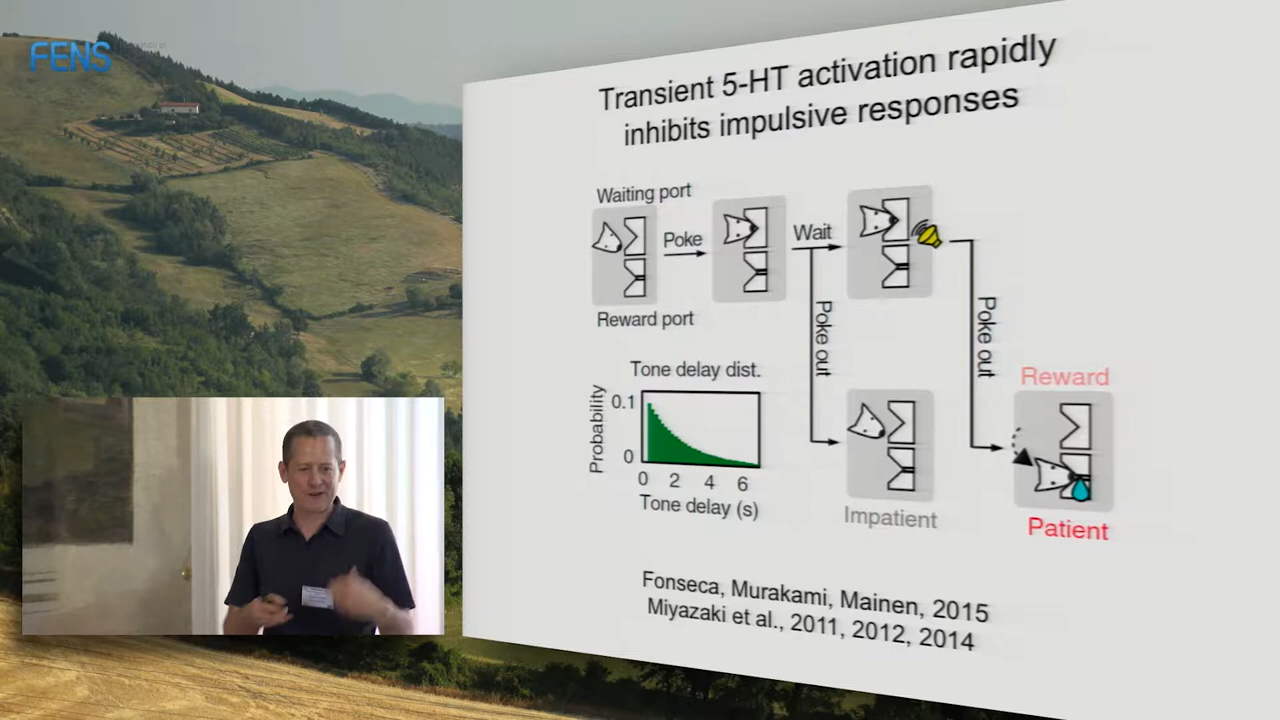 FENS
Transient 5-HT activation rapidly
inhibits impulsive responses
Waiting port
Poke
Wait
Reward port
Poke out
Poke out
Tone delay dist.
Probability
0.1
0
0 2 4 6
Tone delay (s)
Reward
Impatient
Patient
Fonseca, Murakami, Mainen, 2015
Miyazaki et al., 2011, 2012, 2014